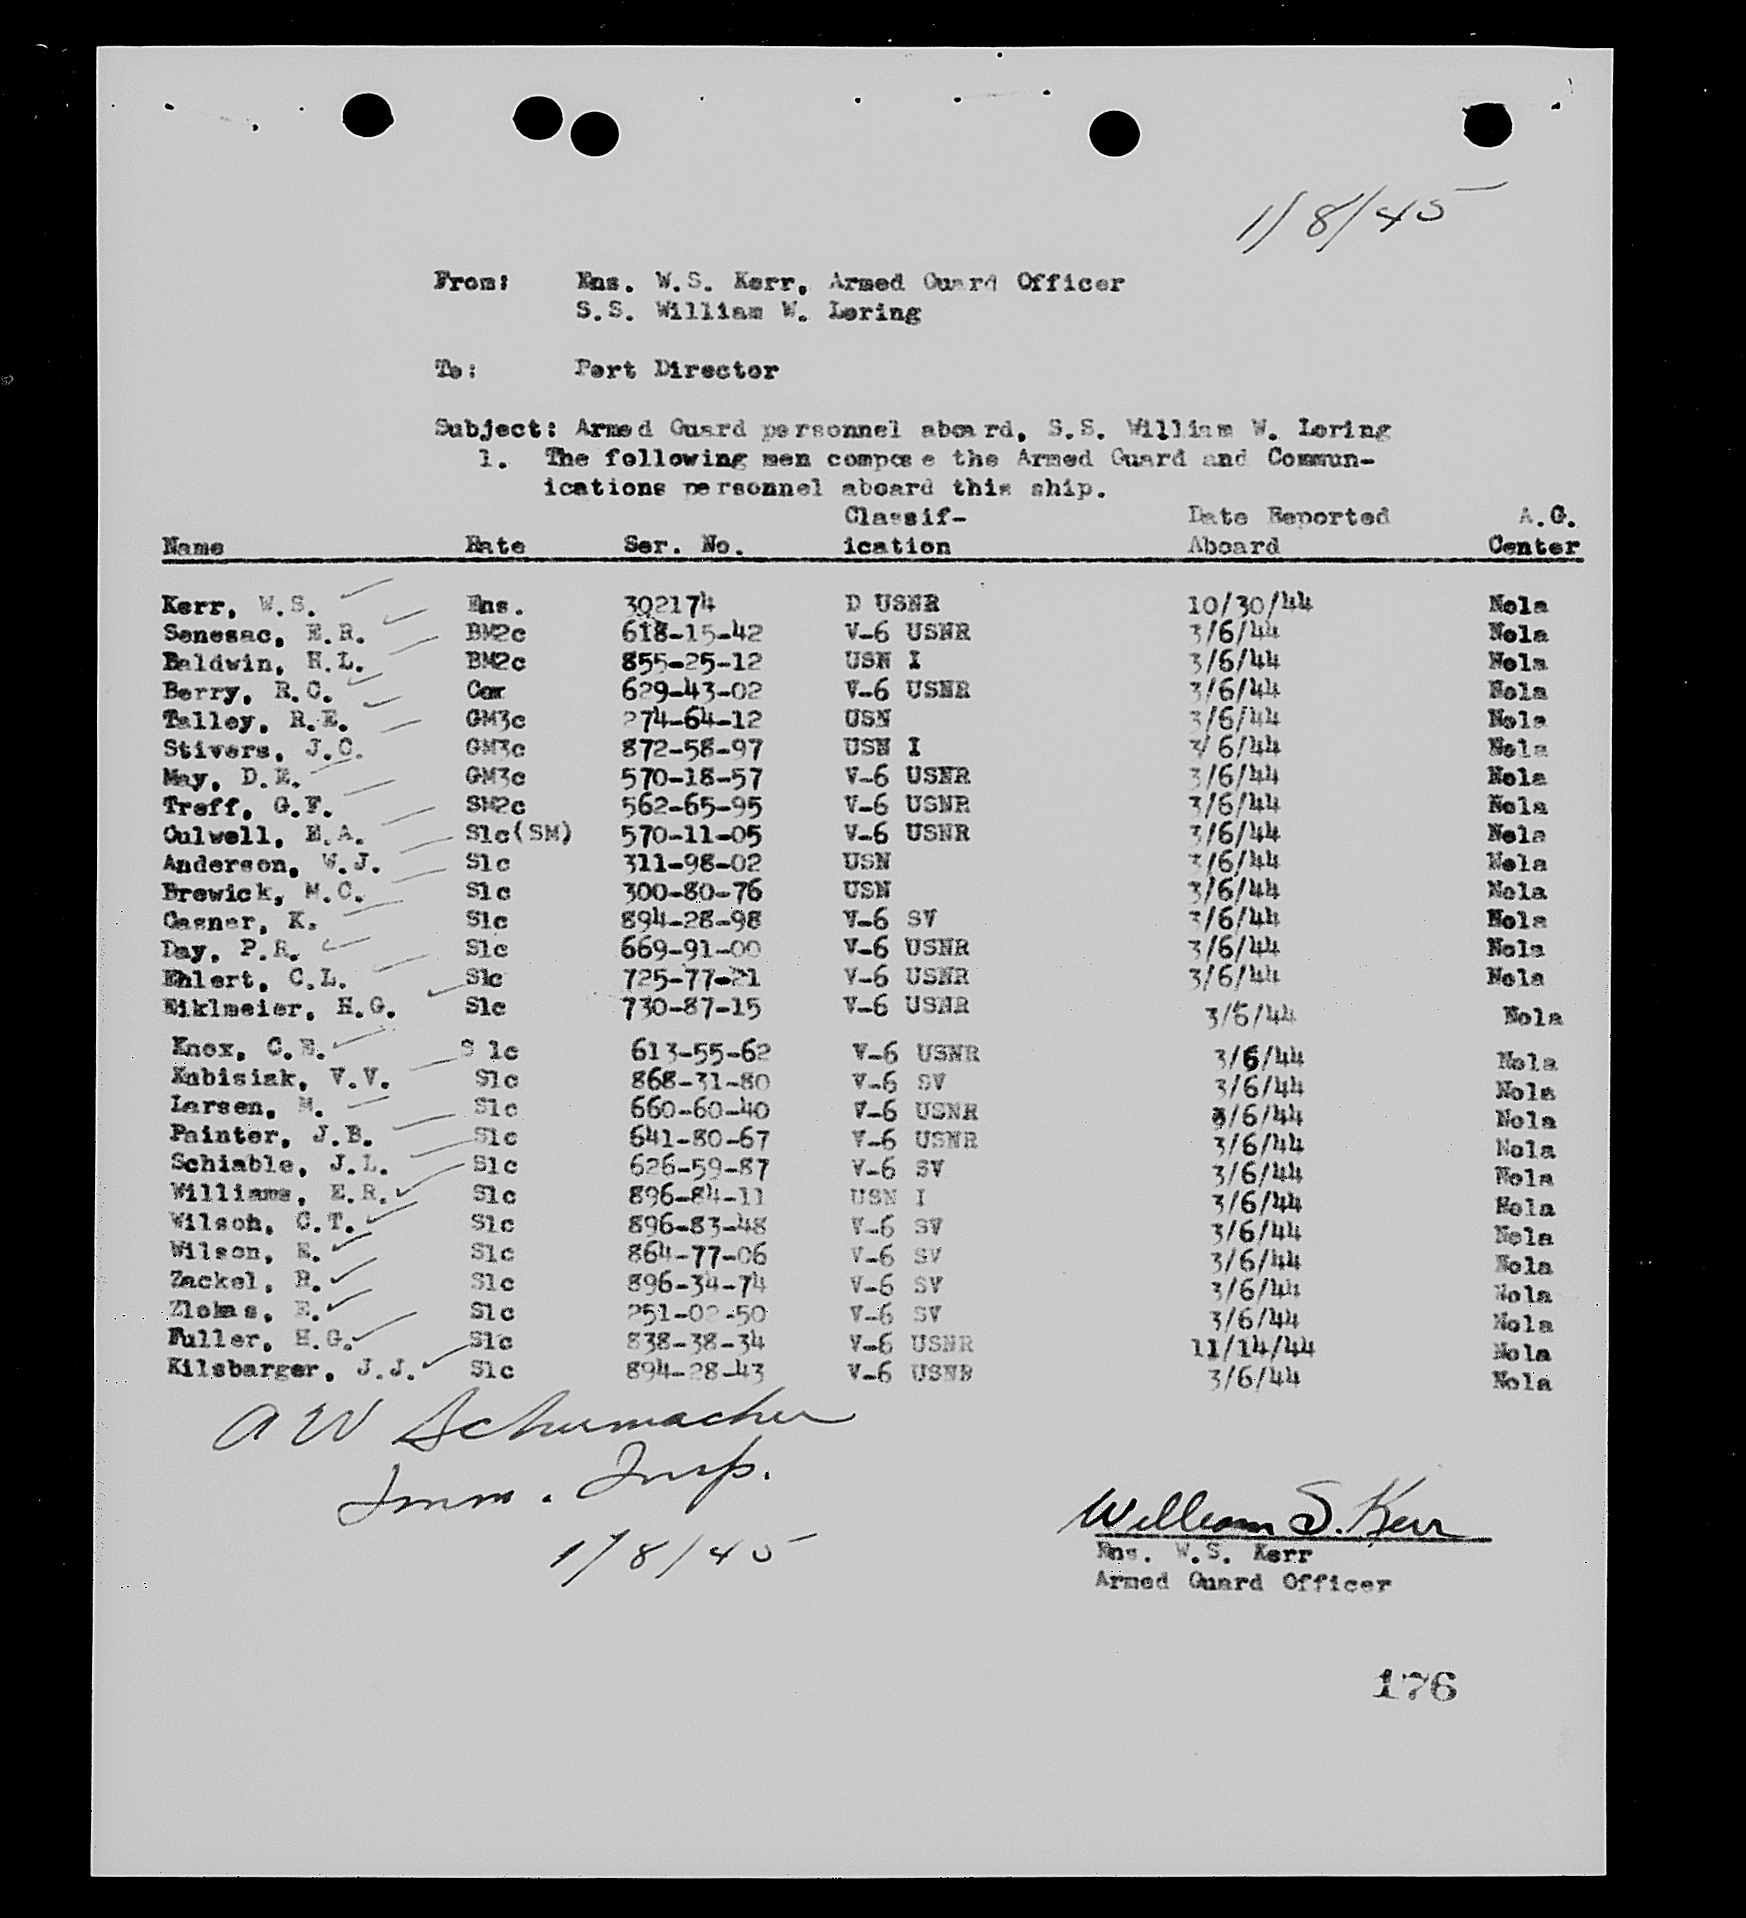 1/8/45
From: Ens. W.S. Kerr, Armed Guard Officer
S.S. William W. Loring
To: Port Director
Subject: Armed Guard personnel aboard, S.S. William W. Loring
1. The following men compose the Armed Guard and Commun-
ications personnel aboard this ship.
Classif- Date Reported A.G.
Name Rate Ser. No. ication Aboard Center
Kerr, W.S. Ens. 302174 D USNR 10/30/44 Nola
Senesac, E.R. BM2c 618-15-42 V-6 USNR 3/6/44 Nola
Baldwin, H.L. BM2c 855-25-12 USN I 3/6/44 Nola
Berry, R.C. Cox 629-43-02 V-6 USNR 3/6/44 Nola
Talley, R.E. GM3c 274-64-12 USN 3/6/44 Nola
Stivers, J.C. GM3c 872-58-97 USN I 3/6/44 Nola
May, D.E. GM3c 570-18-57 V-6 USNR 3/6/44 Nola
Treff, G.F. SM2c 562-65-95 V-6 USNR 3/6/44 Nola
Culwell, E.A. S1c(SM) 570-11-05 V-6 USNR 3/6/44 Nola
Anderson, W.J. S1c 311-98-02 USN 3/6/44 Nola
Brewick, M.C. S1c 300-80-76 USN 3/6/44 Nola
Casner, K. S1c 894-28-98 V-6 SV 3/6/44 Nola
Day, P.R. S1c 669-91-00 V-6 USNR 3/6/44 Nola
Ehlert, C.L. S1c 725-77-21 V-6 USNR 3/6/44 Nola
Eiklmeier, H.G. S1c 730-87-15 V-6 USNR 3/6/44 Nola
Knox, C.E. S 1c 613-55-62 V-6 USNR 3/6/44 Nola
Kubisiak, V.V. S1c 868-31-80 V-6 SV 3/6/44 Nola
Larsen, M. S1c 660-60-40 V-6 USNR 3/6/44 Nola
Painter, J.B. S1c 641-80-67 V-6 USNR 3/6/44 Nola
Schiable, J.L. S1c 626-59-87 V-6 SV 3/6/44 Nola
Williams, E.R. S1c 896-84-11 USN I 3/6/44 Nola
Wilson, C.T. S1c 896-83-48 V-6 SV 3/6/44 Nola
Wilson, E. S1c 864-77-06 V-6 SV 3/6/44 Nola
Zackel, R. S1c 896-34-74 V-6 SV 3/6/44 Nola
Zlomas, E. S1c 251-02-50 V-6 SV 3/6/44 Nola
Fuller, H.G. S1c 838-38-34 V-6 USNR 11/14/44 Nola
Kilsbarger, J.J. S1c 894-28-43 V-6 USNR 3/6/44 Nola
A W Schumacher
Imm. Insp.
1/8/45
William S. Kerr
Ens. W.S. Kerr
Armed Guard Officer
176